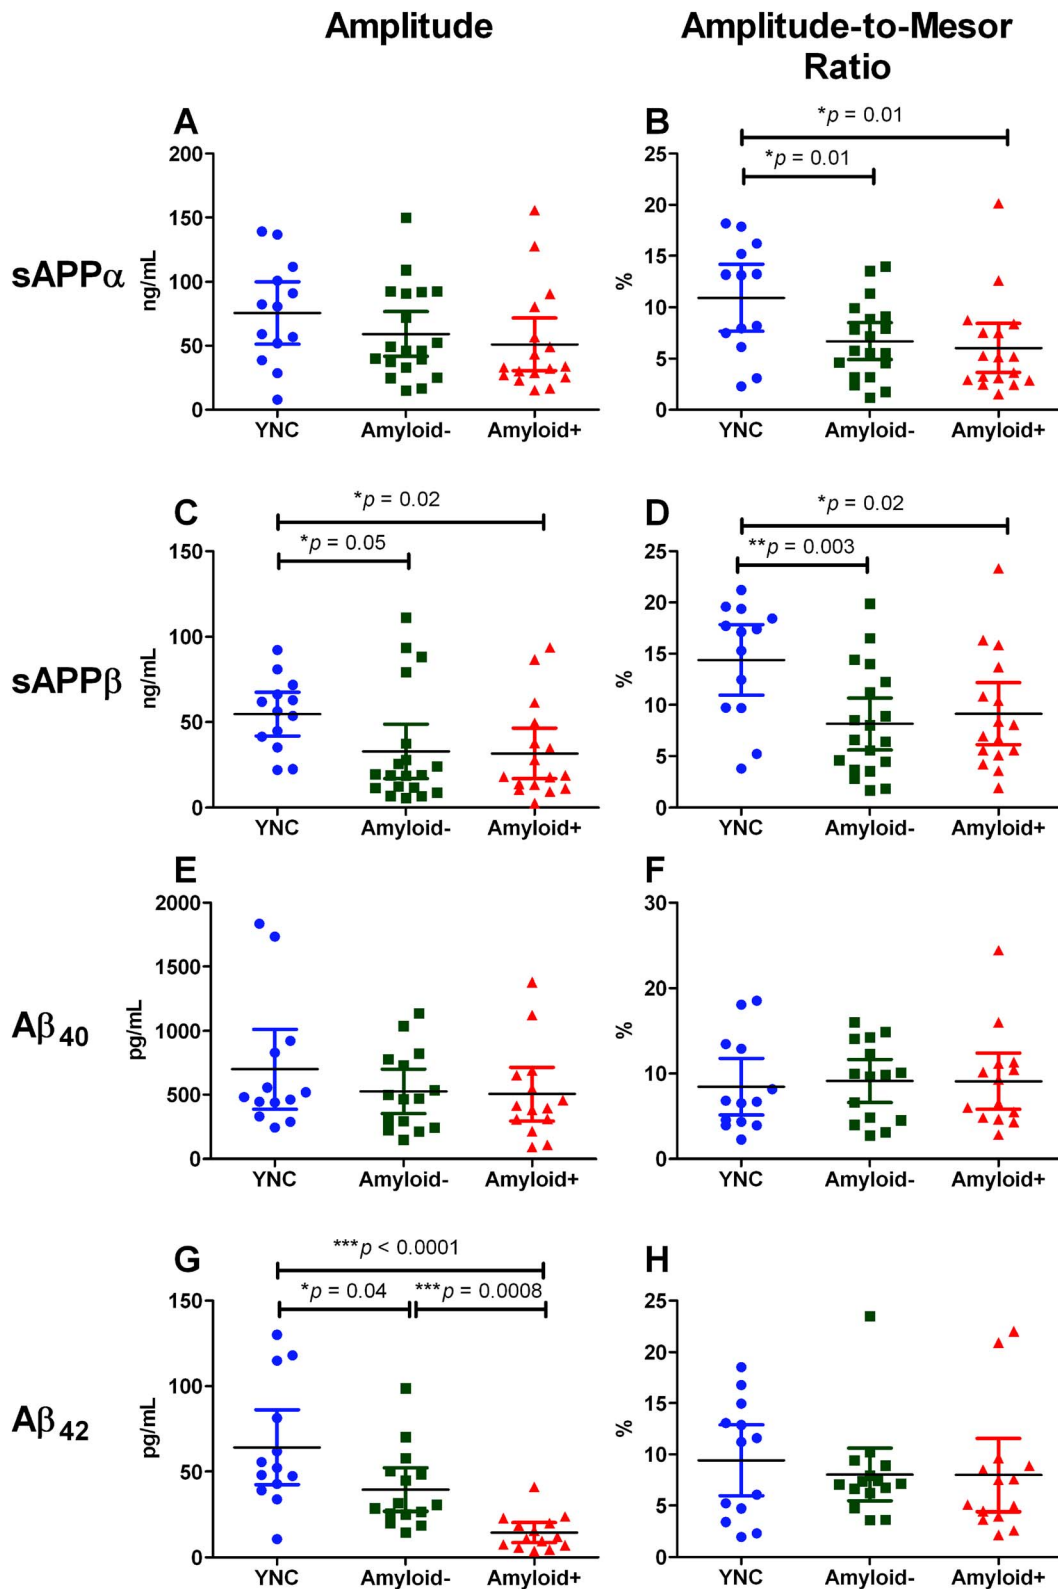 Amplitude
Amplitude-to-Mesor
Ratio
A
B
*p = 0.01
*p = 0.01
sAPPα
ng/mL
200
150
100
50
0
YNC Amyloid- Amyloid+
%
25
20
15
10
5
0
YNC Amyloid- Amyloid+
C
*p = 0.02
*p = 0.05
D
*p = 0.02
**p = 0.003
sAPPβ
ng/mL
150
100
50
0
YNC Amyloid- Amyloid+
%
25
20
15
10
5
0
YNC Amyloid- Amyloid+
E
F
Aβ40
pg/mL
2000
1500
1000
500
0
YNC Amyloid- Amyloid+
%
30
20
10
0
YNC Amyloid- Amyloid+
G
***p < 0.0001
*p = 0.04 ***p = 0.0008
H
Aβ42
pg/mL
150
100
50
0
YNC Amyloid- Amyloid+
%
25
20
15
10
5
0
YNC Amyloid- Amyloid+